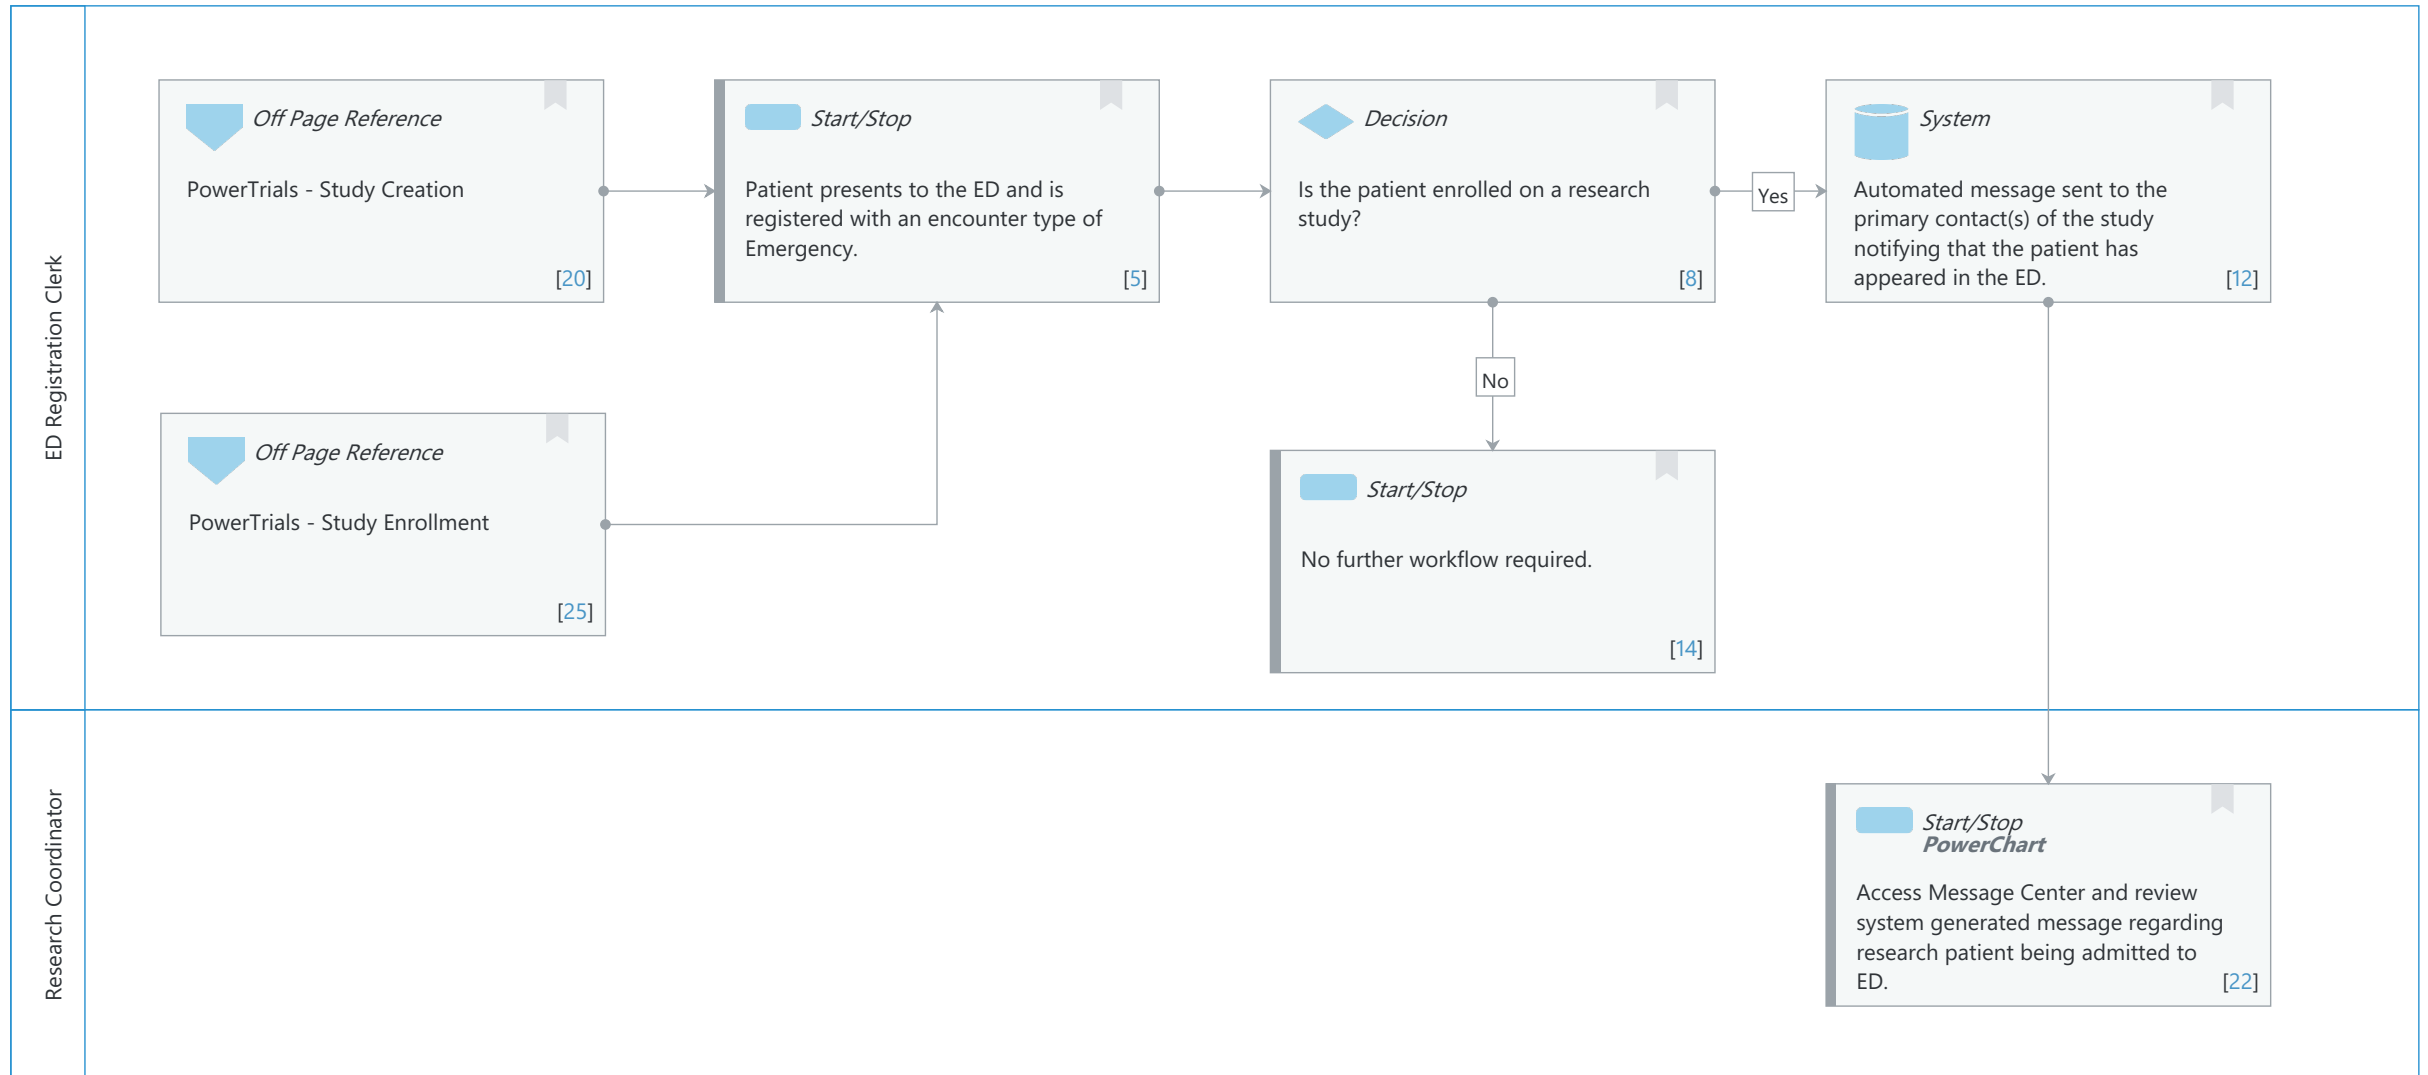 ED Registration Clerk
Off Page Reference
PowerTrials - Study Creation
[20]
Start/Stop
Patient presents to the ED and is
registered with an encounter type of
Emergency.
[5]
Decision
Is the patient enrolled on a research
study?
[8]
Yes
System
Automated message sent to the
primary contact(s) of the study
notifying that the patient has
appeared in the ED.
[12]
No
Off Page Reference
PowerTrials - Study Enrollment
[25]
Start/Stop
No further workflow required.
[14]
Research Coordinator
Start/Stop
PowerChart
Access Message Center and review
system generated message regarding
research patient being admitted to
ED.
[22]